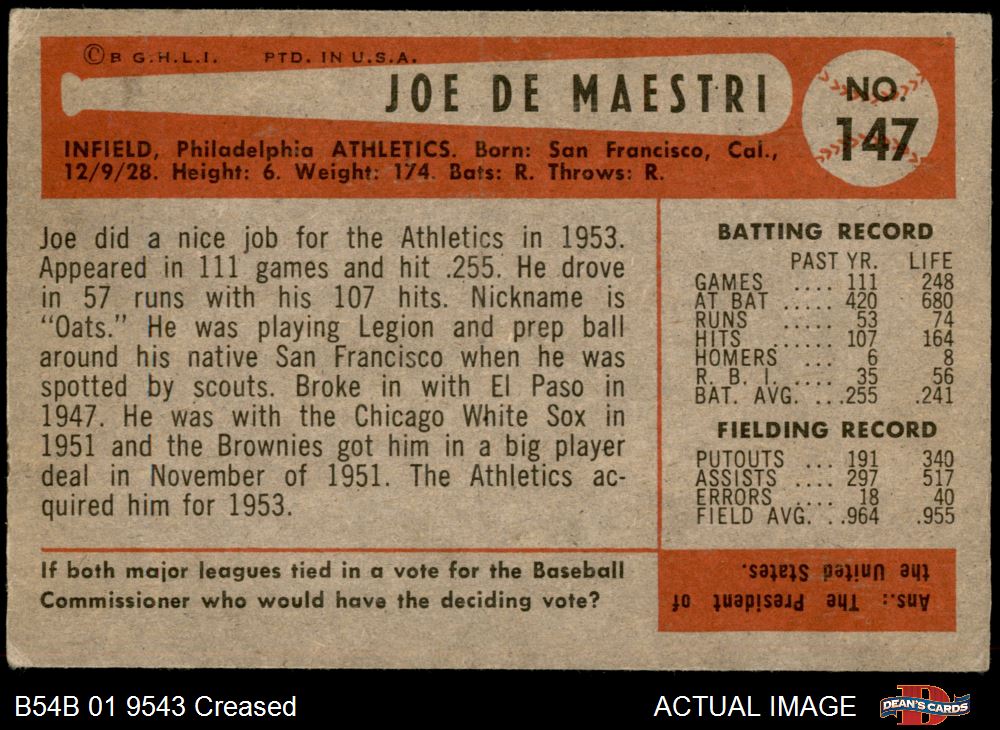 ©B G.H.L.I. PTD. IN U.S.A.
JOE DE MAESTRI
NO.
147
INFIELD, Philadelphia ATHLETICS. Born: San Francisco, Cal.,
12/9/28. Height: 6. Weight: 174. Bats: R. Throws: R.
Joe did a nice job for the Athletics in 1953.
Appeared in 111 games and hit .255. He drove
in 57 runs with his 107 hits. Nickname is
“Oats.” He was playing Legion and prep ball
around his native San Francisco when he was
spotted by scouts. Broke in with El Paso in
1947. He was with the Chicago White Sox in
1951 and the Brownies got him in a big player
deal in November of 1951. The Athletics ac-
quired him for 1953.
BATTING RECORD
PAST YR. LIFE
GAMES .... 111 248
AT BAT ..... 420 680
RUNS ..... 53 74
HITS ...... 107 164
HOMERS .... 6 8
R. B. I. .... 35 56
BAT. AVG. ...255 .241
FIELDING RECORD
PUTOUTS ... 191 340
ASSISTS .... 297 517
ERRORS .... 18 40
FIELD AVG. ..964 .955
If both major leagues tied in a vote for the Baseball
Commissioner who would have the deciding vote?
Ans.: The President of
the United States.
B54B 01 9543 Creased
ACTUAL IMAGE
D
DEAN'S CARDS